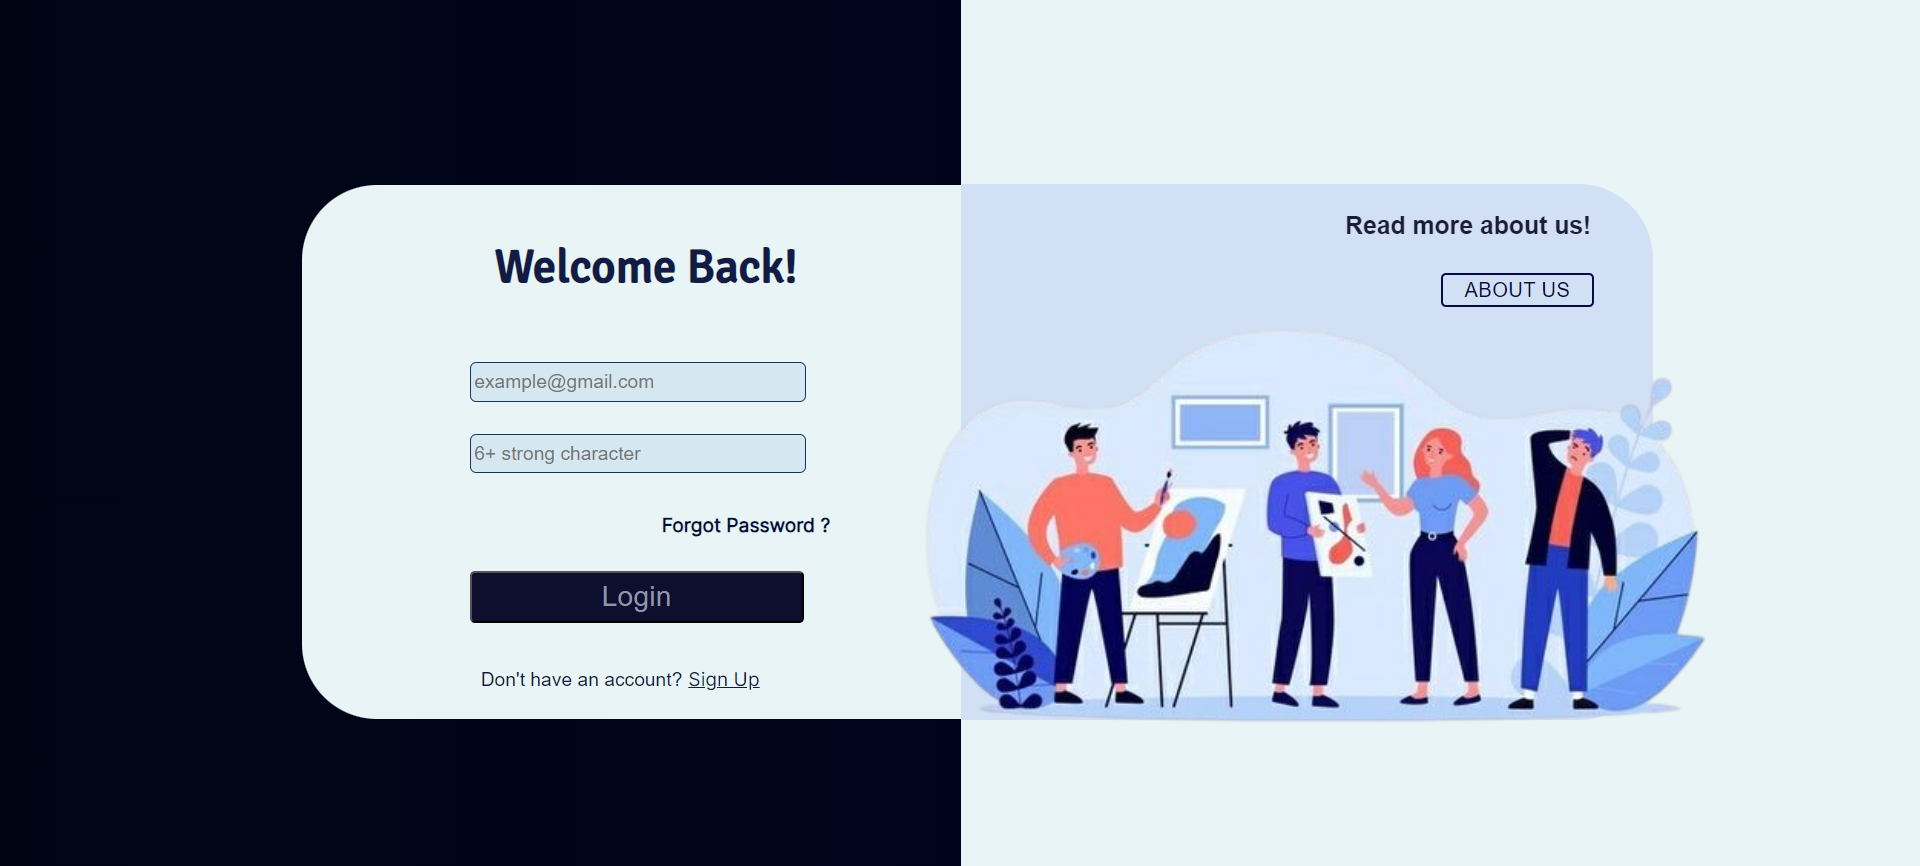 Welcome Back!
example@gmail.com
6+ strong character
Forgot Password ?
Login
Don't have an account? Sign Up
Read more about us!
ABOUT US